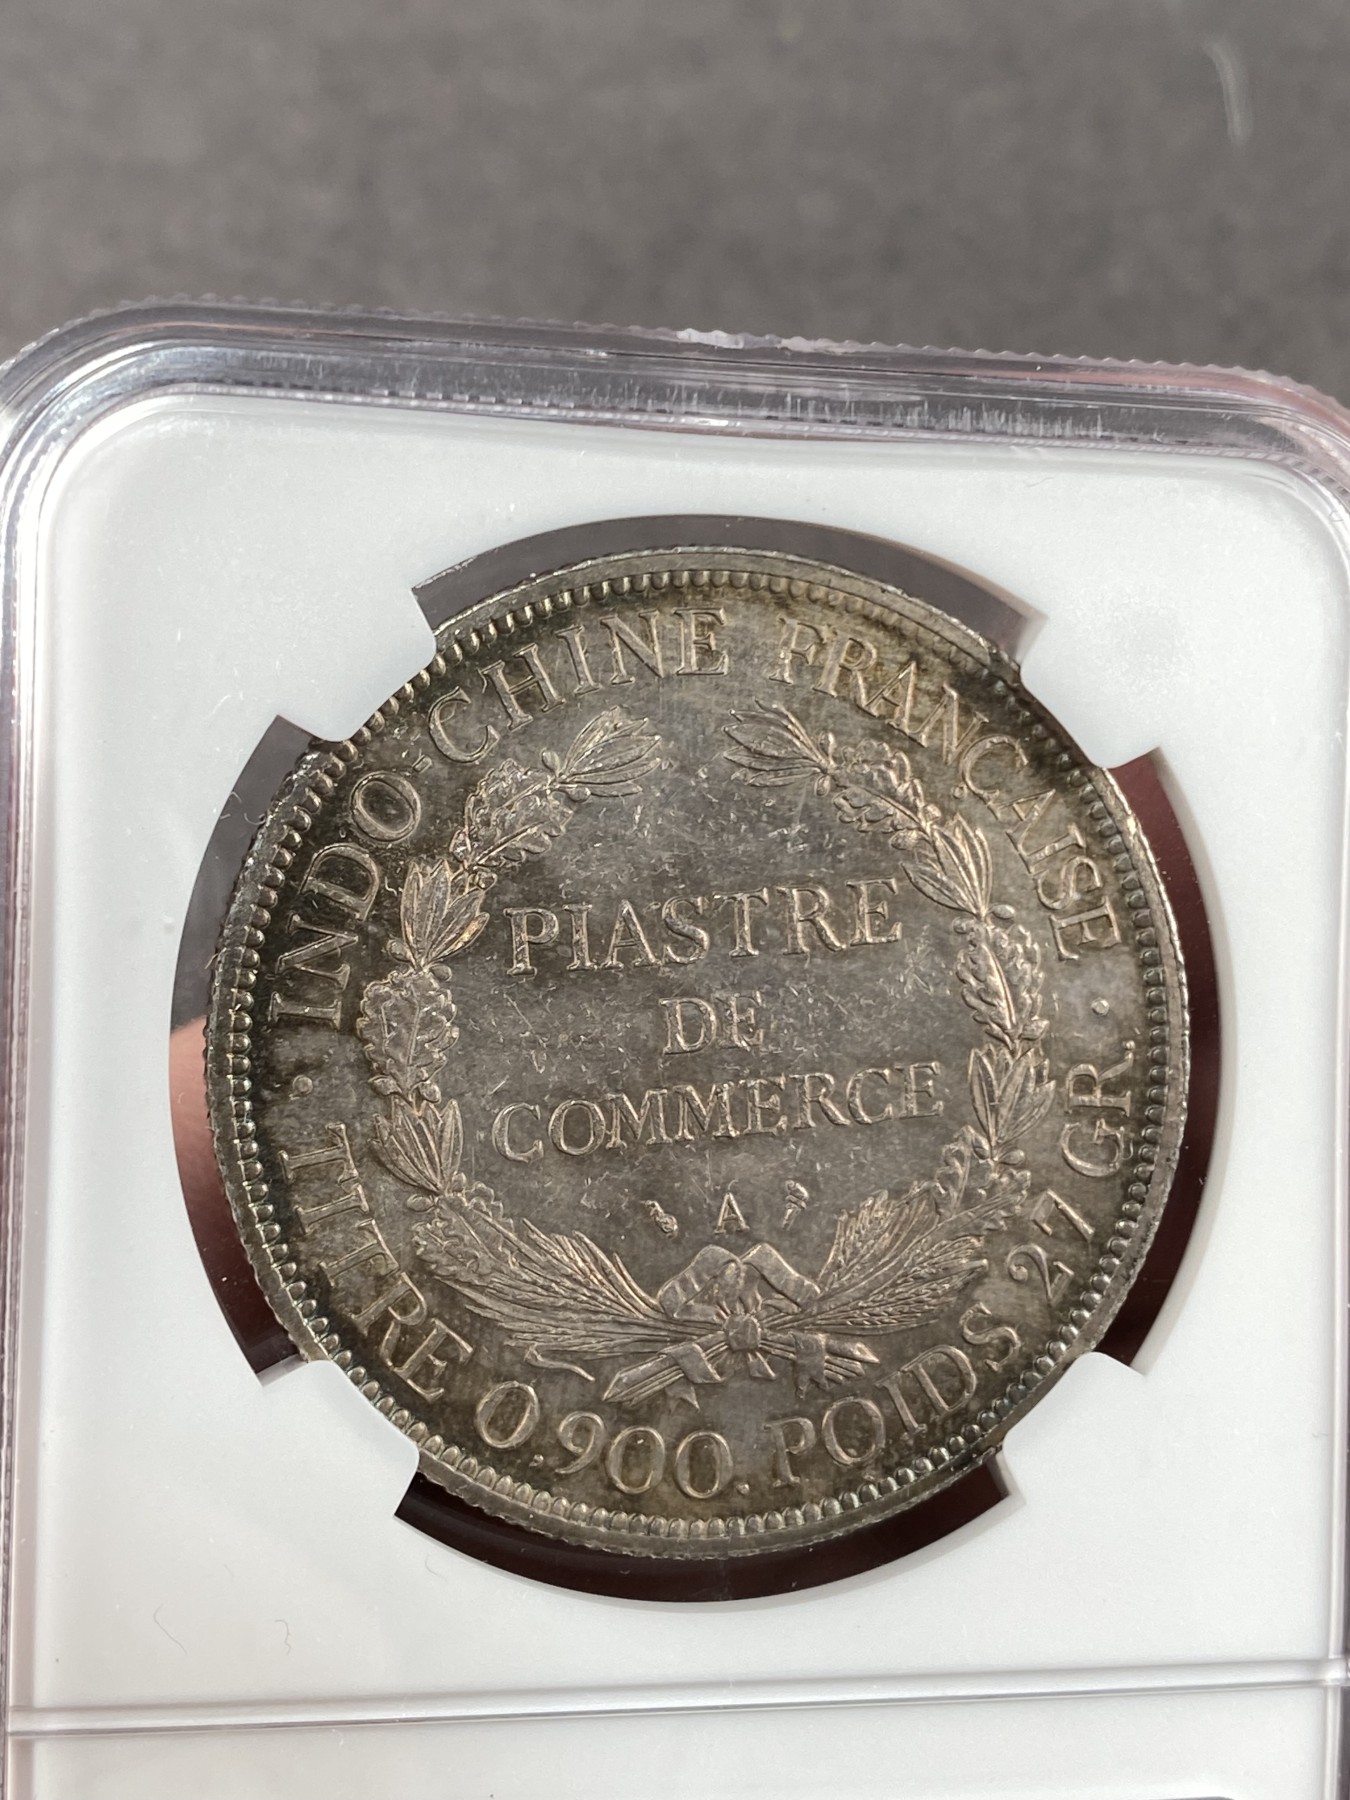 · INDO-CHINE FRANÇAISE ·
PIASTRE
DE
COMMERCE
A
TITRE 0,900. POIDS 27 GR.